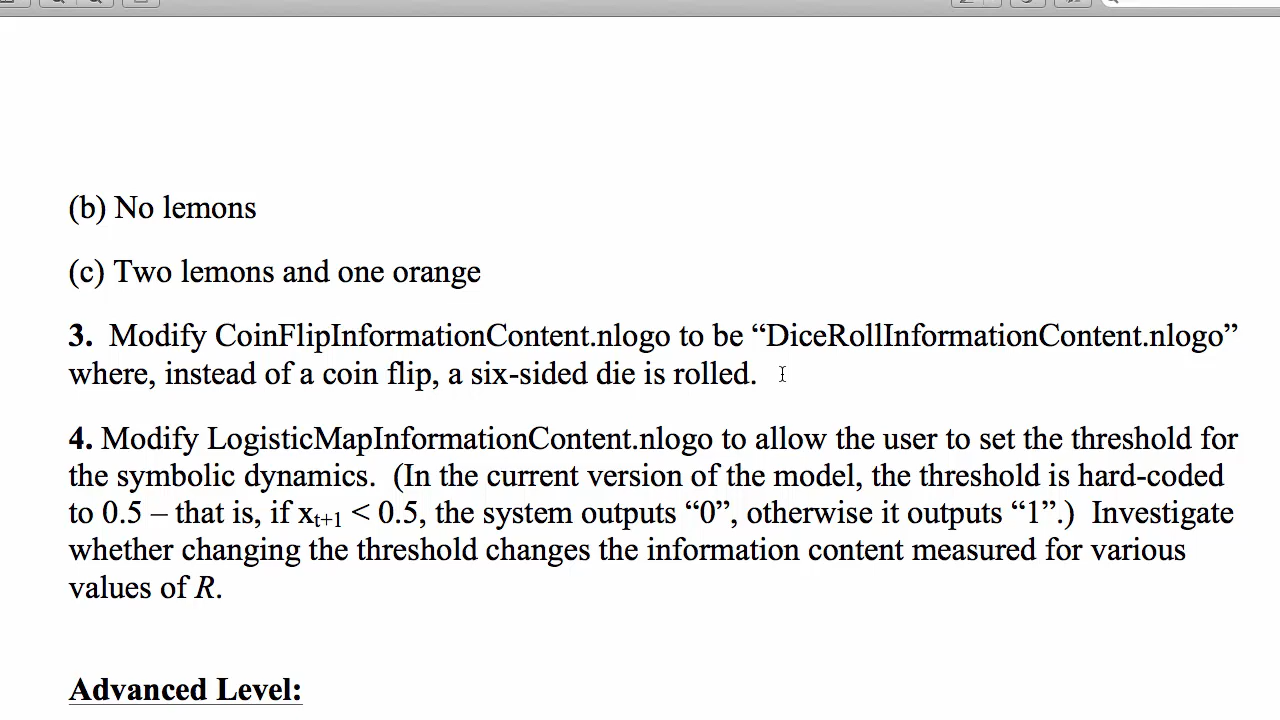 (b) No lemons
(c) Two lemons and one orange
3. Modify CoinFlipInformationContent.nlogo to be “DiceRollInformationContent.nlogo”
where, instead of a coin flip, a six-sided die is rolled.
4. Modify LogisticMapInformationContent.nlogo to allow the user to set the threshold for
the symbolic dynamics. (In the current version of the model, the threshold is hard-coded
to 0.5 – that is, if xt+1 < 0.5, the system outputs “0”, otherwise it outputs “1”.) Investigate
whether changing the threshold changes the information content measured for various
values of R.
Advanced Level: